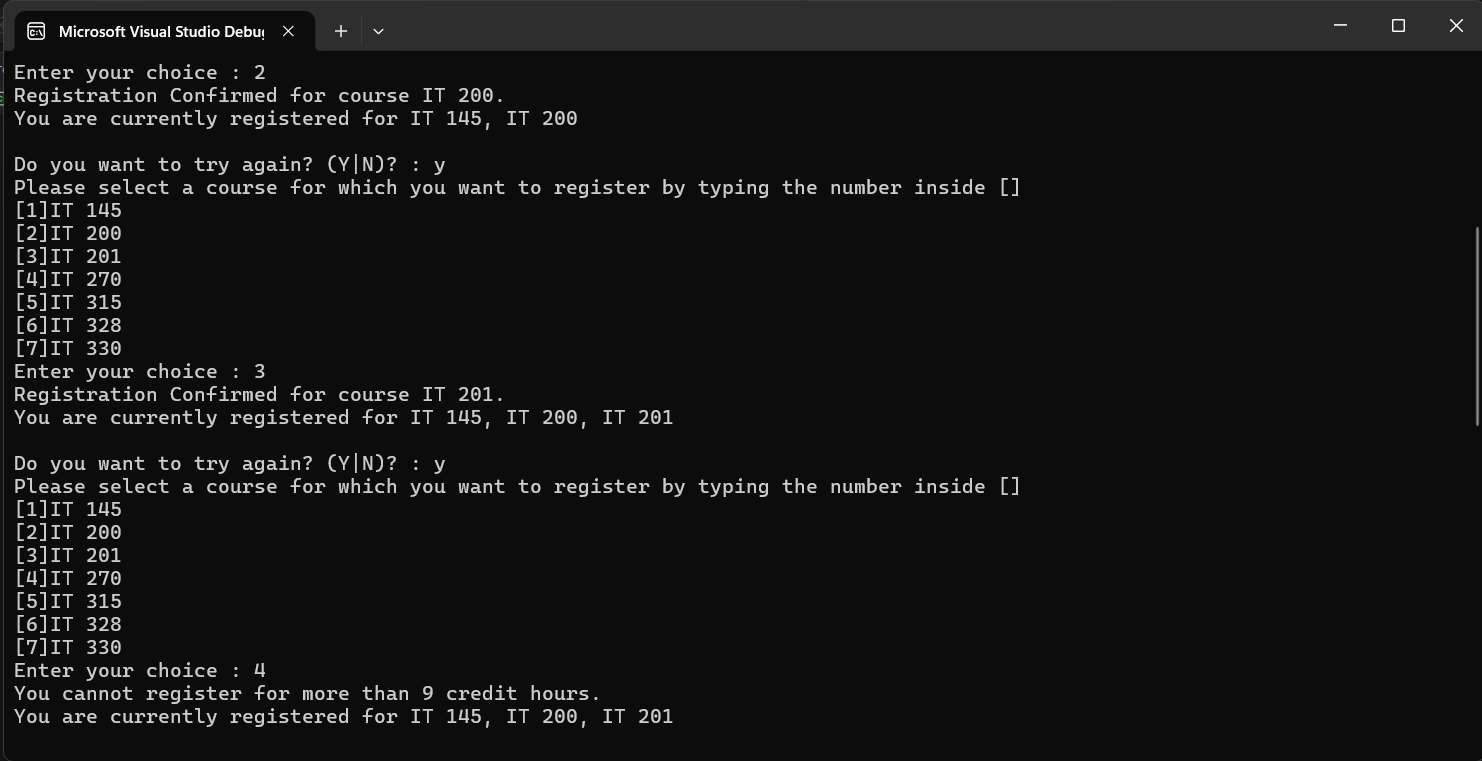 Microsoft Visual Studio Debug
Enter your choice : 2
Registration Confirmed for course IT 200.
You are currently registered for IT 145, IT 200
Do you want to try again? (Y|N)? : y
Please select a course for which you want to register by typing the number inside []
[1]IT 145
[2]IT 200
[3]IT 201
[4]IT 270
[5]IT 315
[6]IT 328
[7]IT 330
Enter your choice : 3
Registration Confirmed for course IT 201.
You are currently registered for IT 145, IT 200, IT 201
Do you want to try again? (Y|N)? : y
Please select a course for which you want to register by typing the number inside []
[1]IT 145
[2]IT 200
[3]IT 201
[4]IT 270
[5]IT 315
[6]IT 328
[7]IT 330
Enter your choice : 4
You cannot register for more than 9 credit hours.
You are currently registered for IT 145, IT 200, IT 201